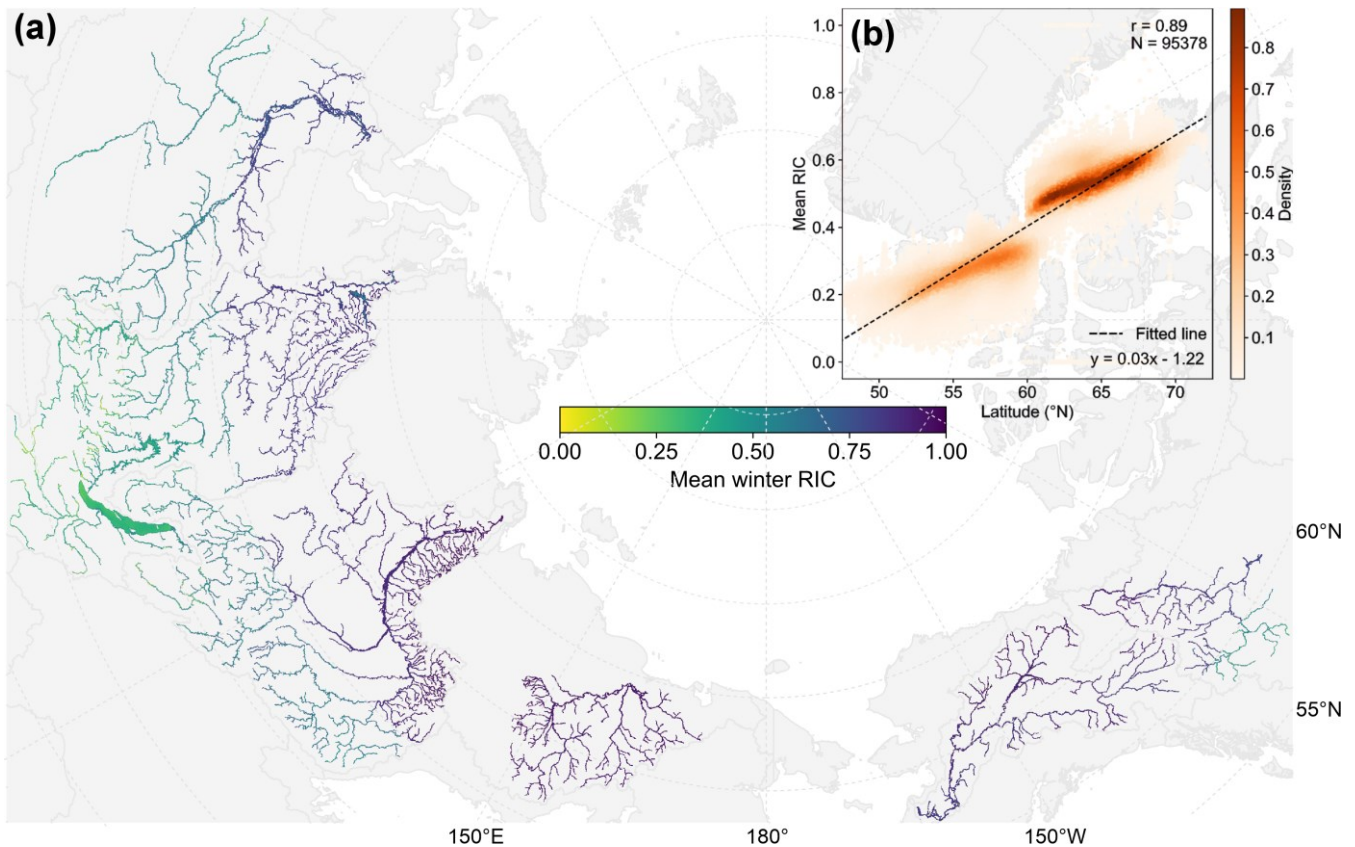 (a)
(b)
r = 0.89
N = 95378
1.0
0.8
0.6
0.4
0.2
0.0
Mean RIC
50
55
60
65
70
Latitude (°N)
Fitted line
y = 0.03x - 1.22
0.8
0.7
0.6
0.5
0.4
0.3
0.2
0.1
Density
0.00
0.25
0.50
0.75
1.00
Mean winter RIC
60°N
55°N
150°E
180°
150°W